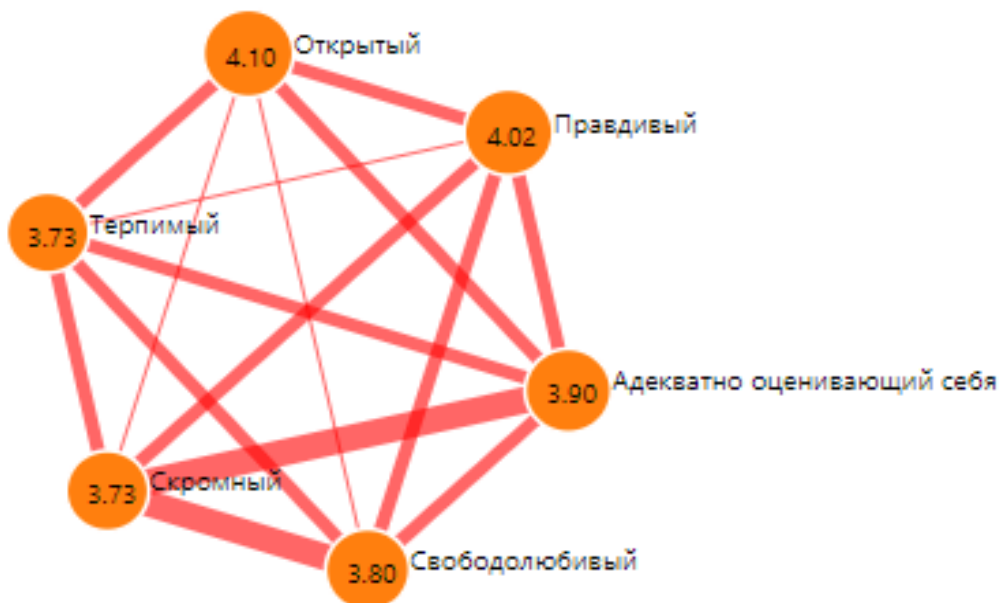 4.10 Открытый
4.02 Правдивый
3.73 Терпимый
3.90 Адекватно оценивающий себя
3.73 Скромный
3.80 Свободолюбивый